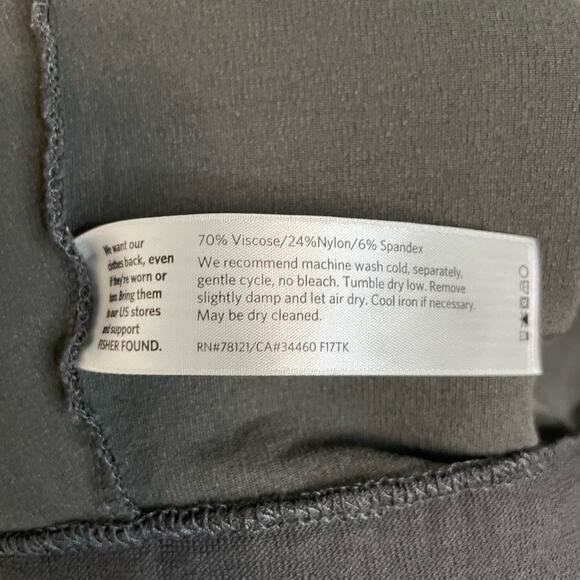 We want our
clothes back, even
if they're worn or
torn. Bring them
to our US stores
and support
FISHER FOUND.
70% Viscose/24%Nylon/6% Spandex
We recommend machine wash cold, separately,
gentle cycle, no bleach. Tumble dry low. Remove
slightly damp and let air dry. Cool iron if necessary.
May be dry cleaned.
RN#78121/CA#34460 F17TK